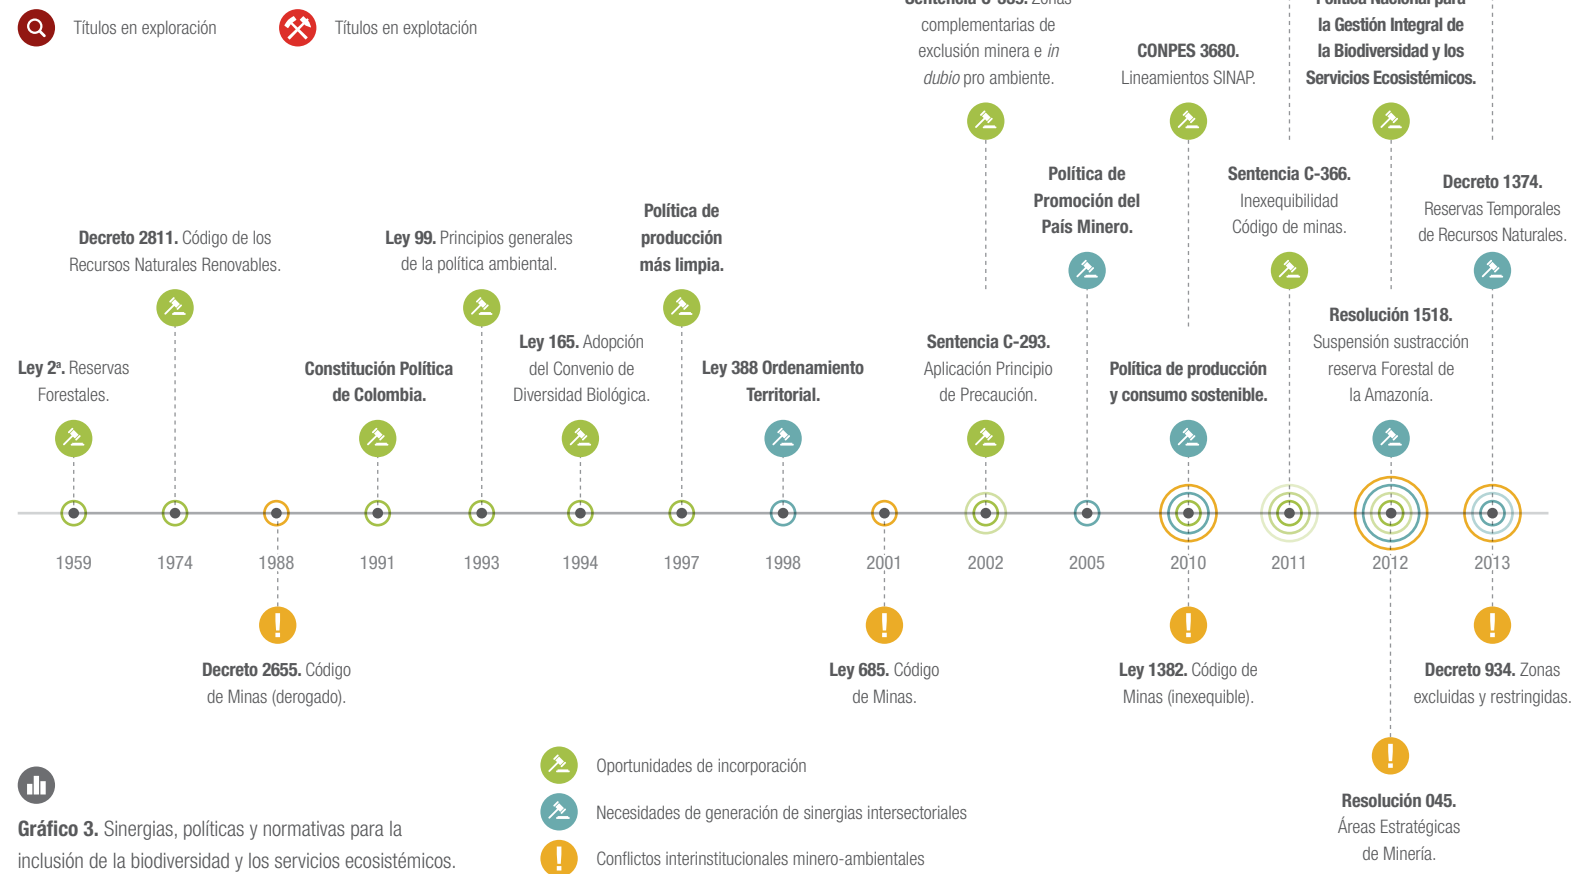 Títulos en exploración
Títulos en explotación
Sentencia C-339. Zonas
complementarias de
exclusión minera e in
dubio pro ambiente.
CONPES 3680.
Lineamientos SINAP.
Política Nacional para
la Gestión Integral de
la Biodiversidad y los
Servicios Ecosistémicos.
Decreto 2811. Código de los
Recursos Naturales Renovables.
Ley 99. Principios generales
de la política ambiental.
Política de
producción
más limpia.
Política de
Promoción del
País Minero.
Sentencia C-366.
Inexequibilidad
Código de minas.
Decreto 1374.
Reservas Temporales
de Recursos Naturales.
Ley 2ª. Reservas
Forestales.
Constitución Política
de Colombia.
Ley 165. Adopción
del Convenio de
Diversidad Biológica.
Ley 388 Ordenamiento
Territorial.
Sentencia C-293.
Aplicación Principio
de Precaución.
Política de producción
y consumo sostenible.
Resolución 1518.
Suspensión sustracción
reserva Forestal de
la Amazonía.
1959
1974
1988
1991
1993
1994
1997
1998
2001
2002
2005
2010
2011
2012
2013
Decreto 2655. Código
de Minas (derogado).
Ley 685. Código
de Minas.
Ley 1382. Código de
Minas (inexequible).
Decreto 934. Zonas
excluidas y restringidas.
Resolución 045.
Áreas Estratégicas
de Minería.
Gráfico 3. Sinergias, políticas y normativas para la
inclusión de la biodiversidad y los servicios ecosistémicos.
Oportunidades de incorporación
Necesidades de generación de sinergias intersectoriales
Conflictos interinstitucionales minero-ambientales